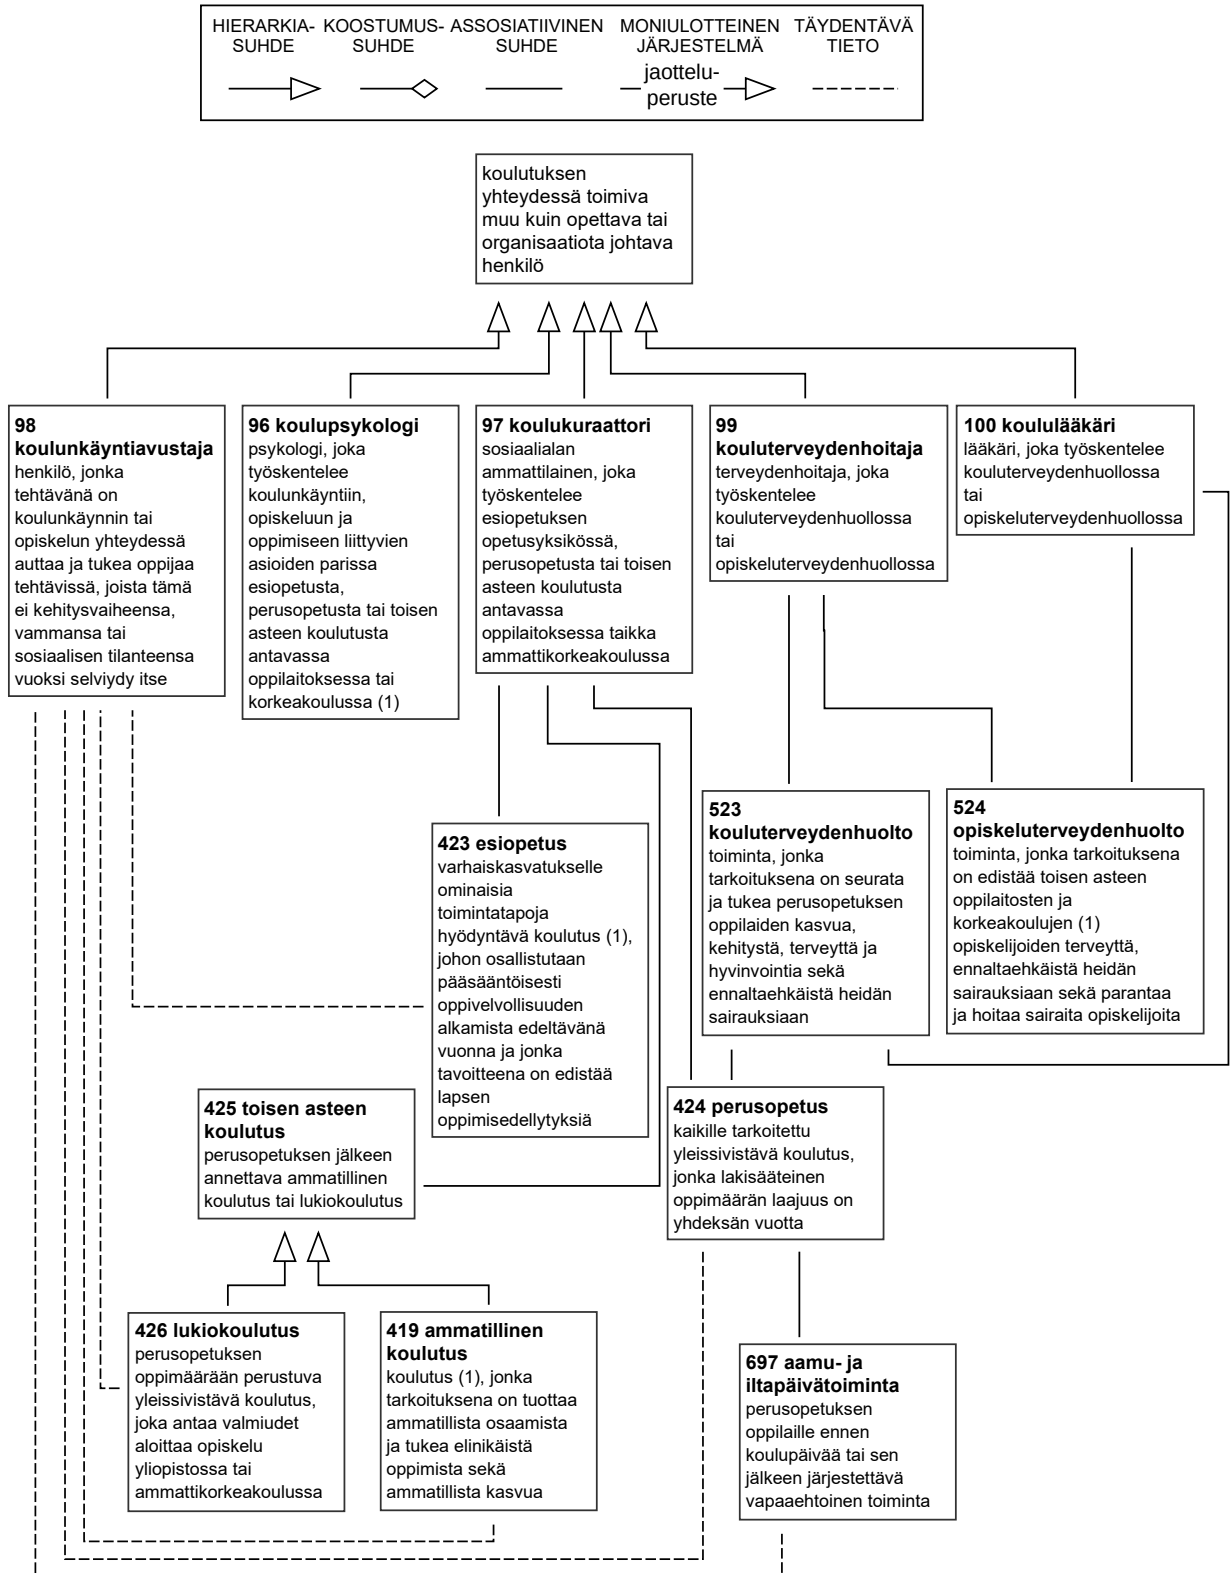 HIERARKIA-
SUHDE
KOOSTUMUS-
SUHDE
ASSOSIATIIVINEN
SUHDE
MONIULOTTEINEN
JÄRJESTELMÄ
jaottelu-
peruste
TÄYDENTÄVÄ
TIETO
koulutuksen
yhteydessä toimiva
muu kuin opettava tai
organisaatiota johtava
henkilö
98
koulunkäyntiavustaja
henkilö, jonka
tehtävänä on
koulunkäynnin tai
opiskelun yhteydessä
auttaa ja tukea oppijaa
tehtävissä, joista tämä
ei kehitysvaiheensa,
vammansa tai
sosiaalisen tilanteensa
vuoksi selviydy itse
96 koulupsykologi
psykologi, joka
työskentelee
koulunkäyntiin,
opiskeluun ja
oppimiseen liittyvien
asioiden parissa
esiopetusta,
perusopetusta tai toisen
asteen koulutusta
antavassa
oppilaitoksessa tai
korkeakoulussa (1)
97 koulukuraattori
sosiaalialan
ammattilainen, joka
työskentelee
esiopetuksen
opetusyksikössä,
perusopetusta tai toisen
asteen koulutusta
antavassa
oppilaitoksessa taikka
ammattikorkeakoulussa
99
kouluterveydenhoitaja
terveydenhoitaja, joka
työskentelee
kouluterveydenhuollossa
tai
opiskeluterveydenhuollossa
100 koululääkäri
lääkäri, joka työskentelee
kouluterveydenhuollossa
tai
opiskeluterveydenhuollossa
423 esiopetus
varhaiskasvatukselle
ominaisia
toimintatapoja
hyödyntävä koulutus (1),
johon osallistutaan
pääsääntöisesti
oppivelvollisuuden
alkamista edeltävänä
vuonna ja jonka
tavoitteena on edistää
lapsen
oppimisedellytyksiä
523
kouluterveydenhuolto
toiminta, jonka
tarkoituksena on seurata
ja tukea perusopetuksen
oppilaiden kasvua,
kehitystä, terveyttä ja
hyvinvointia sekä
ennaltaehkäistä heidän
sairauksiaan
524
opiskeluterveydenhuolto
toiminta, jonka tarkoituksena
on edistää toisen asteen
oppilaitosten ja
korkeakoulujen (1)
opiskelijoiden terveyttä,
ennaltaehkäistä heidän
sairauksiaan sekä parantaa
ja hoitaa sairaita opiskelijoita
425 toisen asteen
koulutus
perusopetuksen jälkeen
annettava ammatillinen
koulutus tai lukiokoulutus
424 perusopetus
kaikille tarkoitettu
yleissivistävä koulutus,
jonka lakisääteinen
oppimäärän laajuus on
yhdeksän vuotta
426 lukiokoulutus
perusopetuksen
oppimäärään perustuva
yleissivistävä koulutus,
joka antaa valmiudet
aloittaa opiskelu
yliopistossa tai
ammattikorkeakoulussa
419 ammatillinen
koulutus
koulutus (1), jonka
tarkoituksena on tuottaa
ammatillista osaamista
ja tukea elinikäistä
oppimista sekä
ammatillista kasvua
697 aamu- ja
iltapäivätoiminta
perusopetuksen
oppilaille ennen
koulupäivää tai sen
jälkeen järjestettävä
vapaaehtoinen toiminta